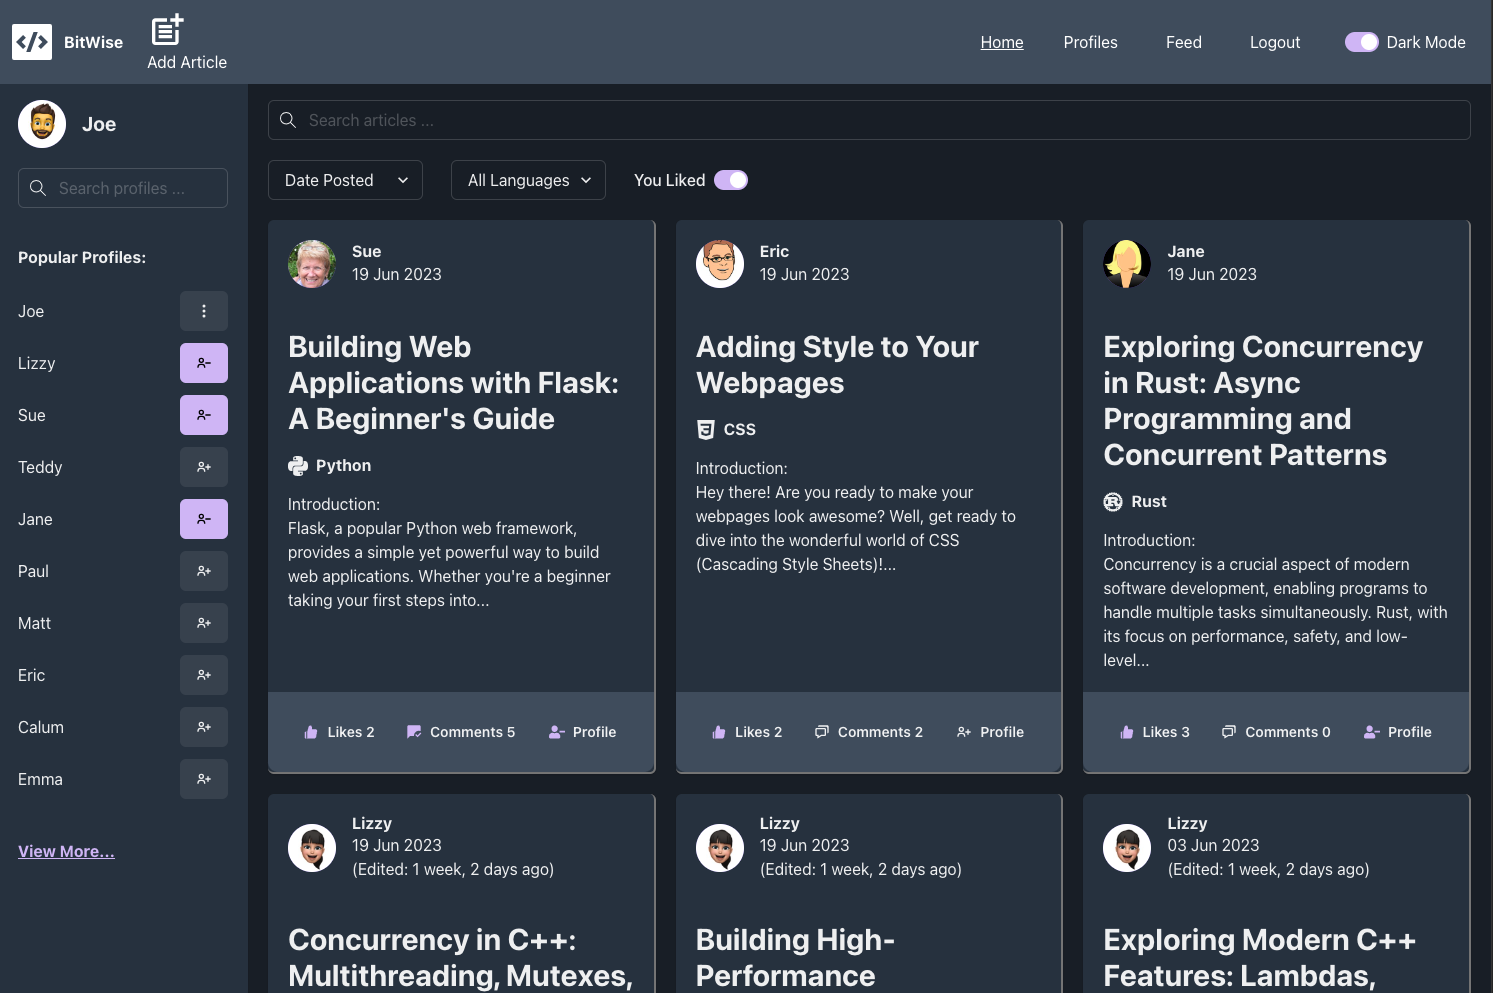 BitWise
Add Article
Home
Profiles
Feed
Logout
Dark Mode
Joe
Search profiles ...
Popular Profiles:
Joe
Lizzy
Sue
Teddy
Jane
Paul
Matt
Eric
Calum
Emma
View More...
Search articles ...
Date Posted
All Languages
You Liked
Sue
19 Jun 2023
Building Web
Applications with Flask:
A Beginner's Guide
Python
Introduction:
Flask, a popular Python web framework,
provides a simple yet powerful way to build
web applications. Whether you're a beginner
taking your first steps into...
Likes 2
Comments 5
Profile
Eric
19 Jun 2023
Adding Style to Your
Webpages
CSS
Introduction:
Hey there! Are you ready to make your
webpages look awesome? Well, get ready to
dive into the wonderful world of CSS
(Cascading Style Sheets)!...
Likes 2
Comments 2
Profile
Jane
19 Jun 2023
Exploring Concurrency
in Rust: Async
Programming and
Concurrent Patterns
Rust
Introduction:
Concurrency is a crucial aspect of modern
software development, enabling programs to
handle multiple tasks simultaneously. Rust, with
its focus on performance, safety, and low-
level...
Likes 3
Comments 0
Profile
Lizzy
19 Jun 2023
(Edited: 1 week, 2 days ago)
Concurrency in C++:
Multithreading, Mutexes,
Lizzy
19 Jun 2023
(Edited: 1 week, 2 days ago)
Building High-
Performance
Lizzy
03 Jun 2023
(Edited: 1 week, 2 days ago)
Exploring Modern C++
Features: Lambdas,